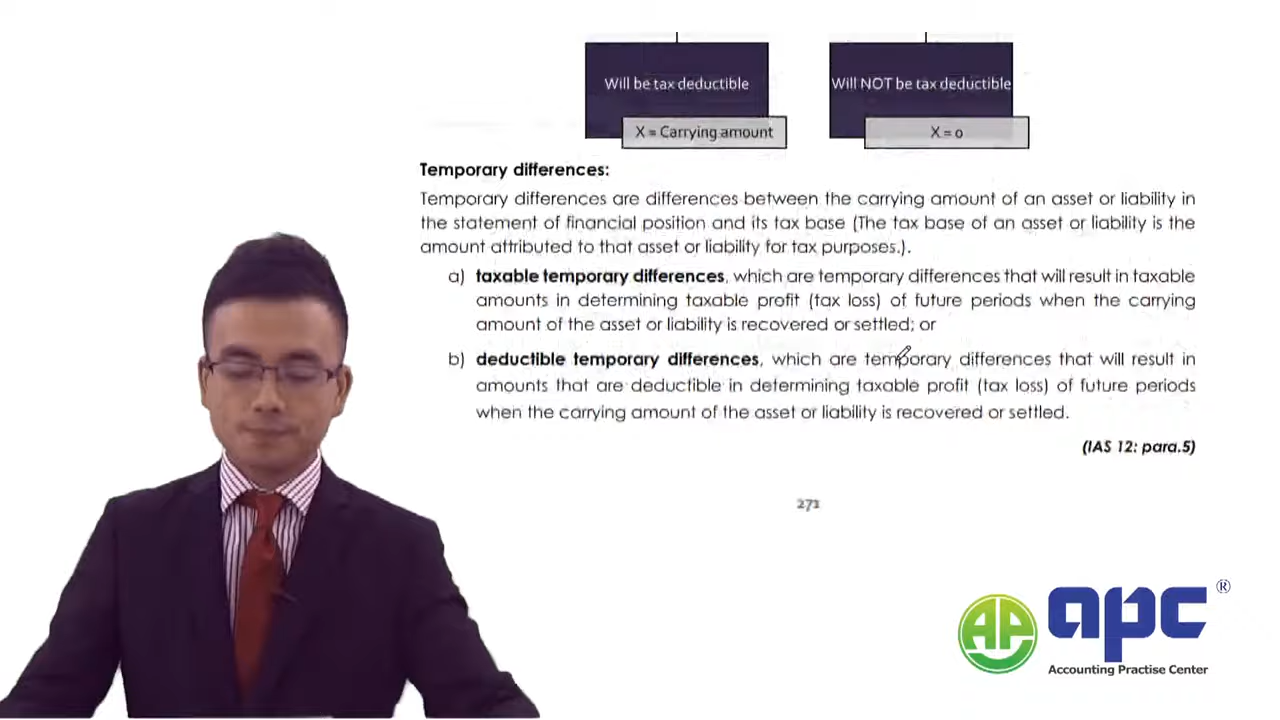 Will be tax deductible
Will NOT be tax deductible
X = Carrying amount
X = 0
Temporary differences:
Temporary differences are differences between the carrying amount of an asset or liability in
the statement of financial position and its tax base (The tax base of an asset or liability is the
amount attributed to that asset or liability for tax purposes.).
a) taxable temporary differences, which are temporary differences that will result in taxable
amounts in determining taxable profit (tax loss) of future periods when the carrying
amount of the asset or liability is recovered or settled; or
b) deductible temporary differences, which are temporary differences that will result in
amounts that are deductible in determining taxable profit (tax loss) of future periods
when the carrying amount of the asset or liability is recovered or settled.
(IAS 12: para.5)
271
AP
apc®
Accounting Practise Center